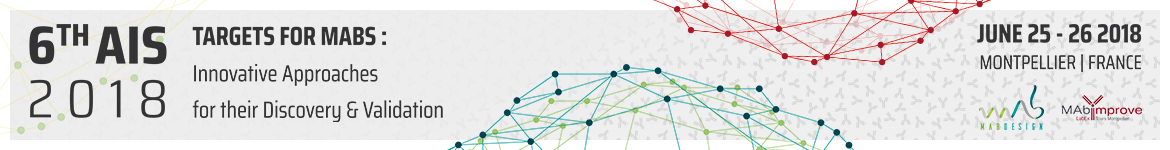 6TH AIS
2018
TARGETS FOR MABS :
Innovative Approaches
for their Discovery & Validation
JUNE 25 - 26 2018
MONTPELLIER | FRANCE
MABDESIGN
MAbImprove